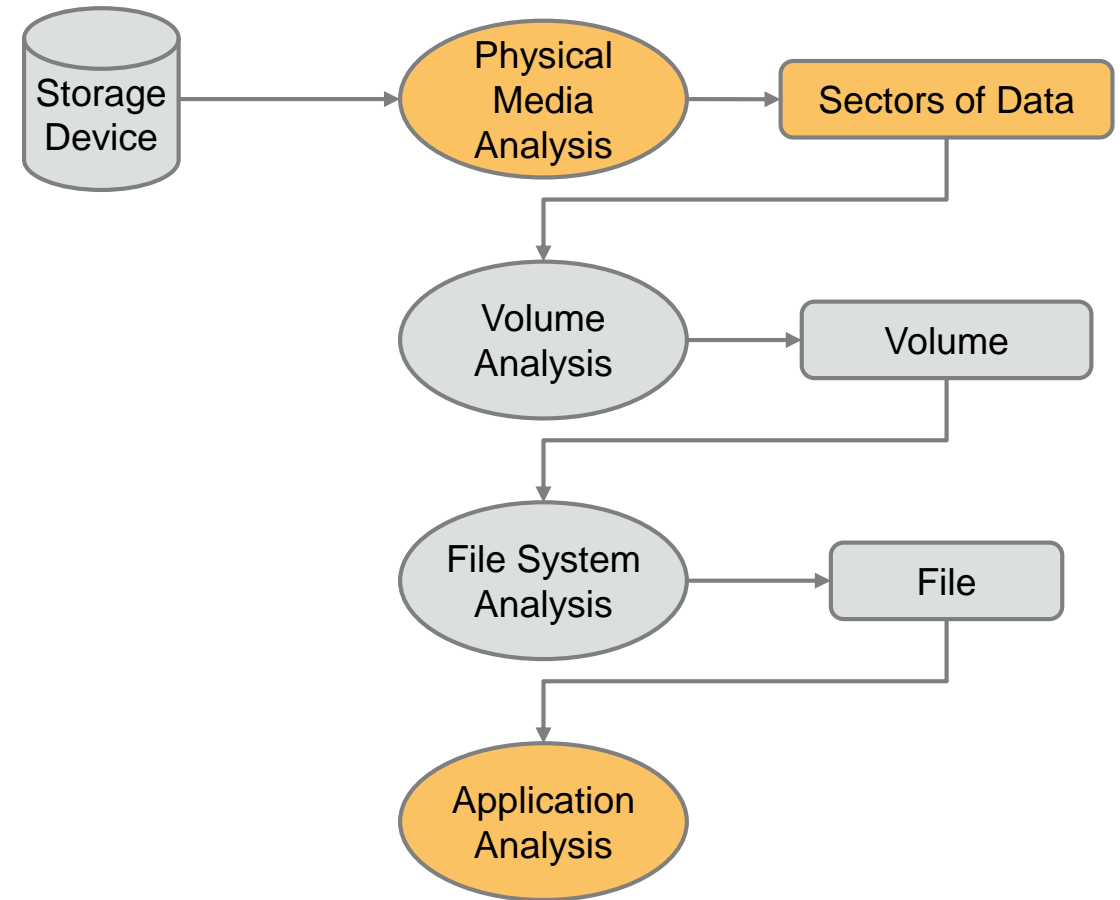 Storage
Device
Physical
Media
Analysis
Sectors of Data
Volume
Analysis
Volume
File System
Analysis
File
Application
Analysis